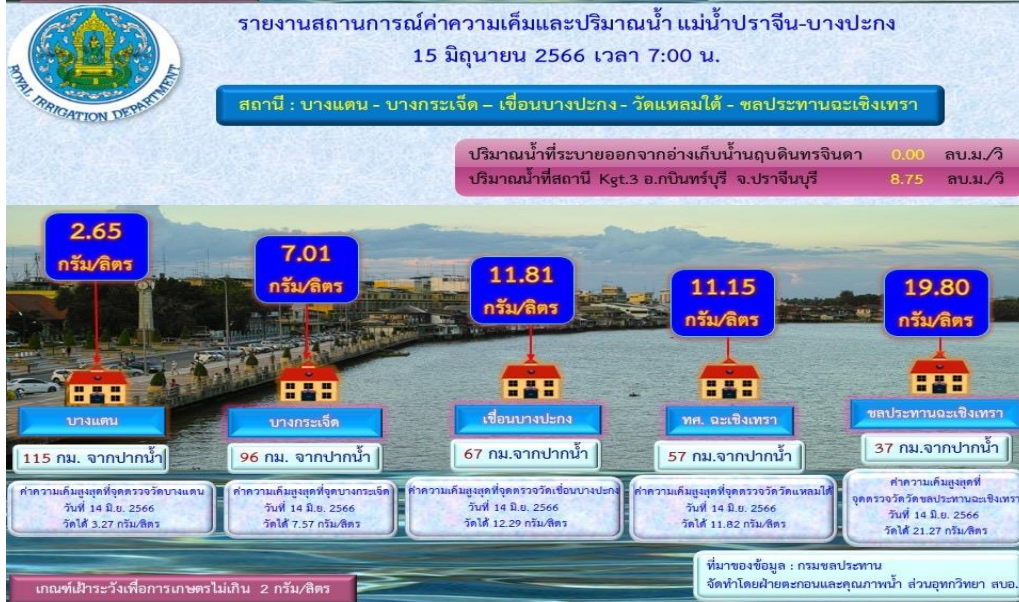 รายงานสถานการณ์ค่าความเค็มและปริมาณน้ำ แม่น้ำปราจีน-บางปะกง
15 มิถุนายน 2566 เวลา 7:00 น.
ROYAL IRRIGATION DEPARTMENT
สถานี : บางแตน - บางกระเจ็ด – เขื่อนบางปะกง - วัดแหลมใต้ - ชลประทานฉะเชิงเทรา
ปริมาณน้ำที่ระบายออกจากอ่างเก็บน้ำนฤบดินทรจินดา 0.00 ลบ.ม./วิ
ปริมาณน้ำที่สถานี Kgt.3 อ.กบินทร์บุรี จ.ปราจีนบุรี 8.75 ลบ.ม./วิ
2.65
กรัม/ลิตร
7.01
กรัม/ลิตร
11.81
กรัม/ลิตร
11.15
กรัม/ลิตร
19.80
กรัม/ลิตร
บางแตน
บางกระเจ็ด
เขื่อนบางปะกง
ทศ. ฉะเชิงเทรา
ชลประทานฉะเชิงเทรา
115 กม. จากปากน้ำ
96 กม. จากปากน้ำ
67 กม.จากปากน้ำ
57 กม.จากปากน้ำ
37 กม.จากปากน้ำ
ค่าความเค็มสูงสุดที่จุดตรวจวัดบางแตน
วันที่ 14 มิ.ย. 2566
วัดได้ 3.27 กรัม/ลิตร
ค่าความเค็มสูงสุดที่จุดบางกระเจ็ด
วันที่ 14 มิ.ย. 2566
วัดได้ 7.57 กรัม/ลิตร
ค่าความเค็มสูงสุดที่จุดตรวจวัดเขื่อนบางปะกง
วันที่ 14 มิ.ย. 2566
วัดได้ 12.29 กรัม/ลิตร
ค่าความเค็มสูงสุดที่จุดตรวจวัดวัดแหลมใต้
วันที่ 14 มิ.ย. 2566
วัดได้ 11.82 กรัม/ลิตร
ค่าความเค็มสูงสุดที่
จุดตรวจวัดวัดชลประทานฉะเชิงเทรา
วันที่ 14 มิ.ย. 2566
วัดได้ 21.27 กรัม/ลิตร
เกณฑ์เฝ้าระวังเพื่อการเกษตรไม่เกิน 2 กรัม/ลิตร
ที่มาของข้อมูล : กรมชลประทาน
จัดทำโดยฝ่ายตะกอนและคุณภาพน้ำ ส่วนอุทกวิทยา สบอ.